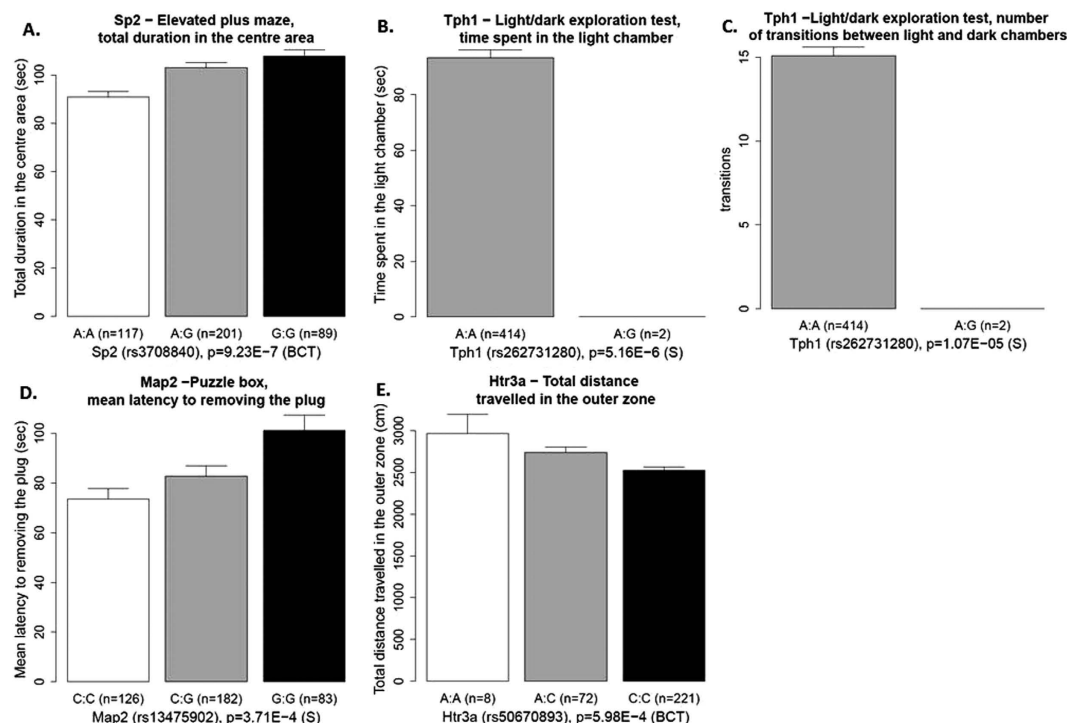 A.
Sp2 − Elevated plus maze,
total duration in the centre area
Total duration in the centre area (sec)
0
20
40
60
80
100
A:A (n=117)
A:G (n=201)
G:G (n=89)
Sp2 (rs3708840), p=9.23E−7 (BCT)
B.
Tph1 − Light/dark exploration test,
time spent in the light chamber
Time spent in the light chamber (sec)
0
20
40
60
80
A:A (n=414)
A:G (n=2)
Tph1 (rs262731280), p=5.16E−6 (S)
C.
Tph1 −Light/dark exploration test, number
of transitions between light and dark chambers
transitions
0
5
10
15
A:A (n=414)
A:G (n=2)
Tph1 (rs262731280), p=1.07E−05 (S)
D.
Map2 −Puzzle box,
mean latency to removing the plug
Mean latency to removing the plug (sec)
0
20
40
60
80
100
C:C (n=126)
C:G (n=182)
G:G (n=83)
Map2 (rs13475902), p=3.71E−4 (S)
E.
Htr3a − Total distance
travelled in the outer zone
Total distance travelled in the outer zone (cm)
0
500
1000
1500
2000
2500
3000
A:A (n=8)
A:C (n=72)
C:C (n=221)
Htr3a (rs50670893), p=5.98E−4 (BCT)